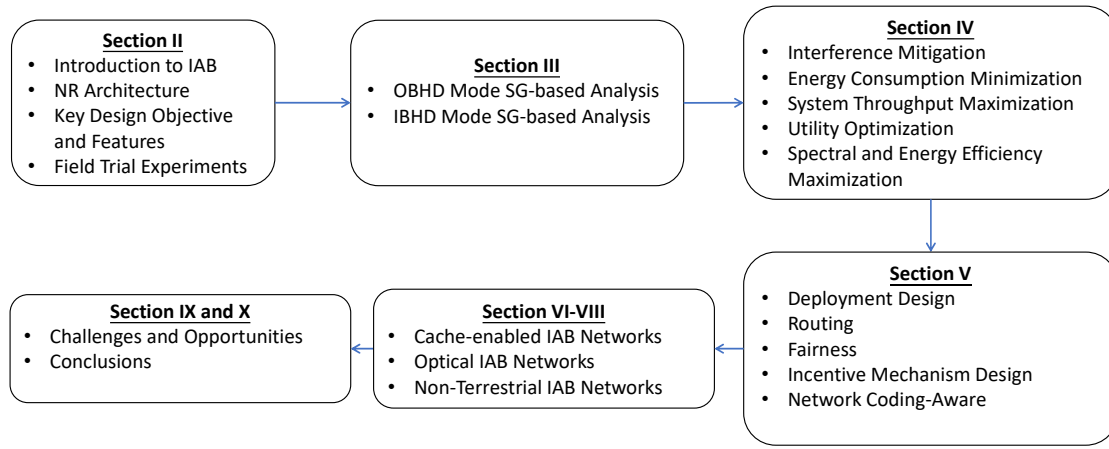 Section II
• Introduction to IAB
• NR Architecture
• Key Design Objective
and Features
• Field Trial Experiments
Section III
• OBHD Mode SG-based Analysis
• IBHD Mode SG-based Analysis
Section IV
• Interference Mitigation
• Energy Consumption Minimization
• System Throughput Maximization
• Utility Optimization
• Spectral and Energy Efficiency
Maximization
Section V
• Deployment Design
• Routing
• Fairness
• Incentive Mechanism Design
• Network Coding-Aware
Section VI-VIII
• Cache-enabled IAB Networks
• Optical IAB Networks
• Non-Terrestrial IAB Networks
Section IX and X
• Challenges and Opportunities
• Conclusions